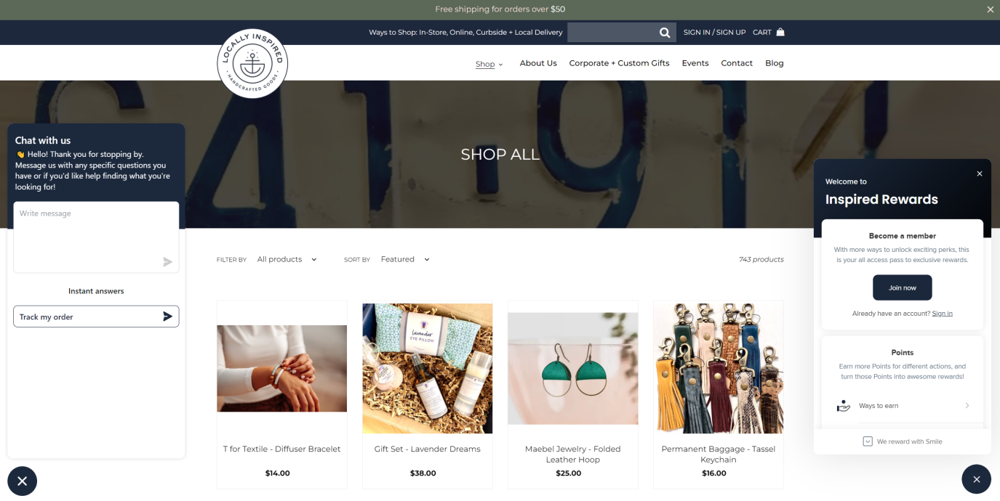 Free shipping for orders over $50
Ways to Shop: In-Store, Online, Curbside + Local Delivery
SIGN IN / SIGN UP
CART
LOCALLY INSPIRED
HANDCRAFTED GOODS
Shop
About Us
Corporate + Custom Gifts
Events
Contact
Blog
SHOP ALL
Chat with us
👋 Hello! Thank you for stopping by.
Message us with any specific questions you
have or if you'd like help finding what you're
looking for!
Write message
Instant answers
Track my order
FILTER BY
All products
SORT BY
Featured
743 products
lavender
EYE PILLOW
T for Textile - Diffuser Bracelet
$14.00
Gift Set - Lavender Dreams
$38.00
Maebel Jewelry - Folded
Leather Hoop
$25.00
Permanent Baggage - Tassel
Keychain
$16.00
Welcome to
Inspired Rewards
Become a member
With more ways to unlock exciting perks, this
is your all access pass to exclusive rewards.
Join now
Already have an account? Sign in
Points
Earn more Points for different actions, and
turn those Points into awesome rewards!
Ways to earn
We reward with Smile